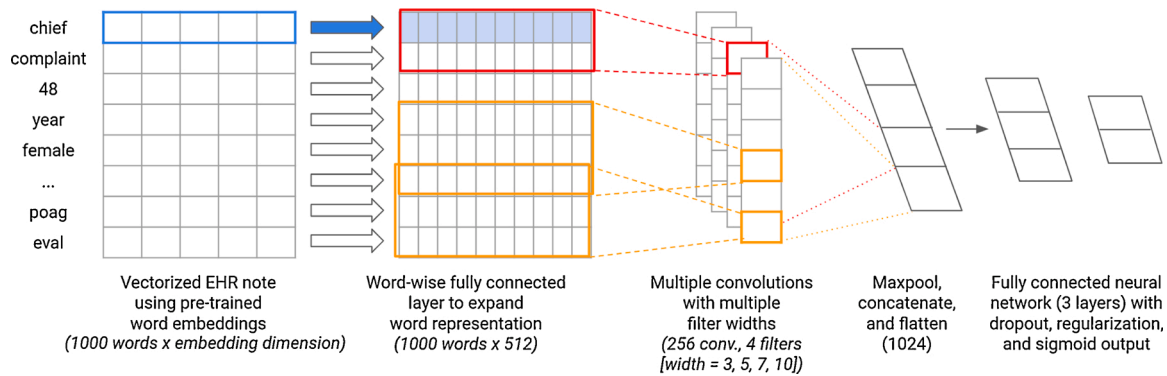 chief
complaint
48
year
female
...
poag
eval
Vectorized EHR note
using pre-trained
word embeddings
(1000 words x embedding dimension)
Word-wise fully connected
layer to expand
word representation
(1000 words x 512)
Multiple convolutions
with multiple
filter widths
(256 conv., 4 filters
[width = 3, 5, 7, 10])
Maxpool,
concatenate,
and flatten
(1024)
Fully connected neural
network (3 layers) with
dropout, regularization,
and sigmoid output